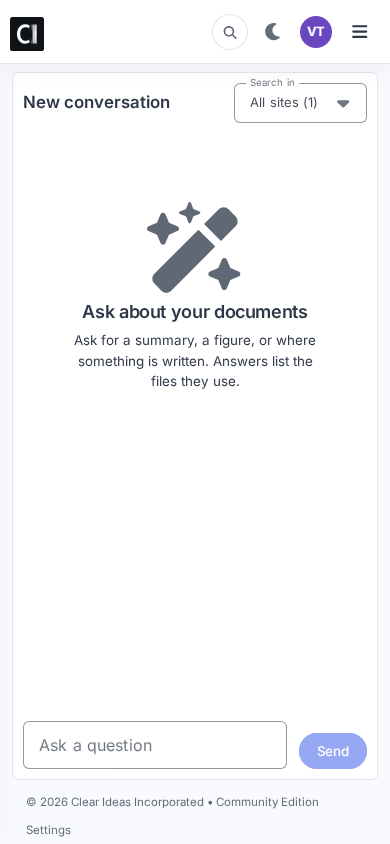 CI
VT
New conversation
Search in
All sites (1)
Ask about your documents
Ask for a summary, a figure, or where
something is written. Answers list the
files they use.
Ask a question
Send
© 2026 Clear Ideas Incorporated • Community Edition
Settings